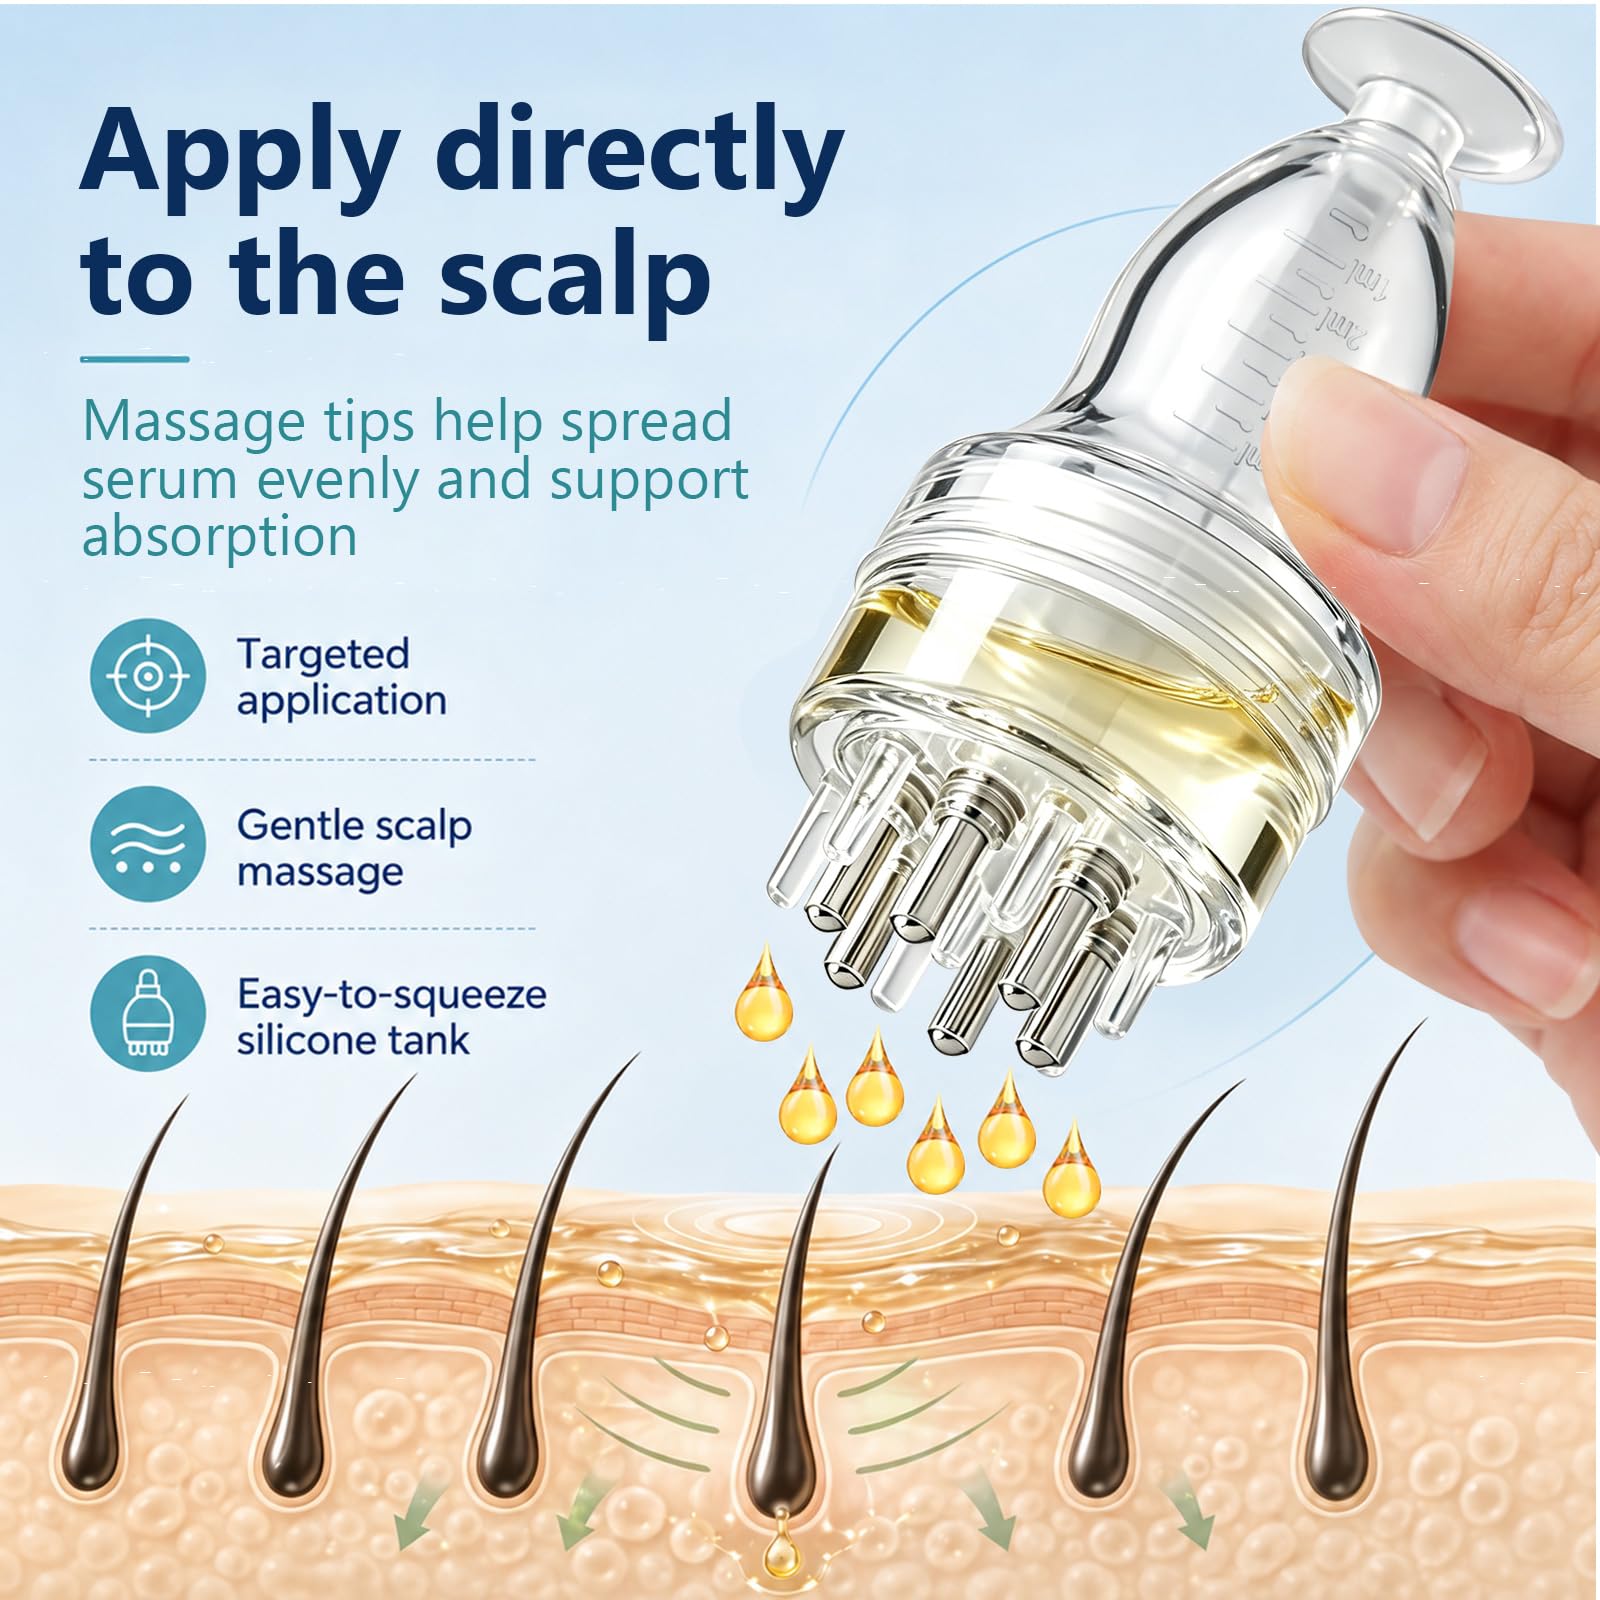 Apply directly
to the scalp
Massage tips help spread
serum evenly and support
absorption
Targeted
application
Gentle scalp
massage
Easy-to-squeeze
silicone tank
1ml
2ml